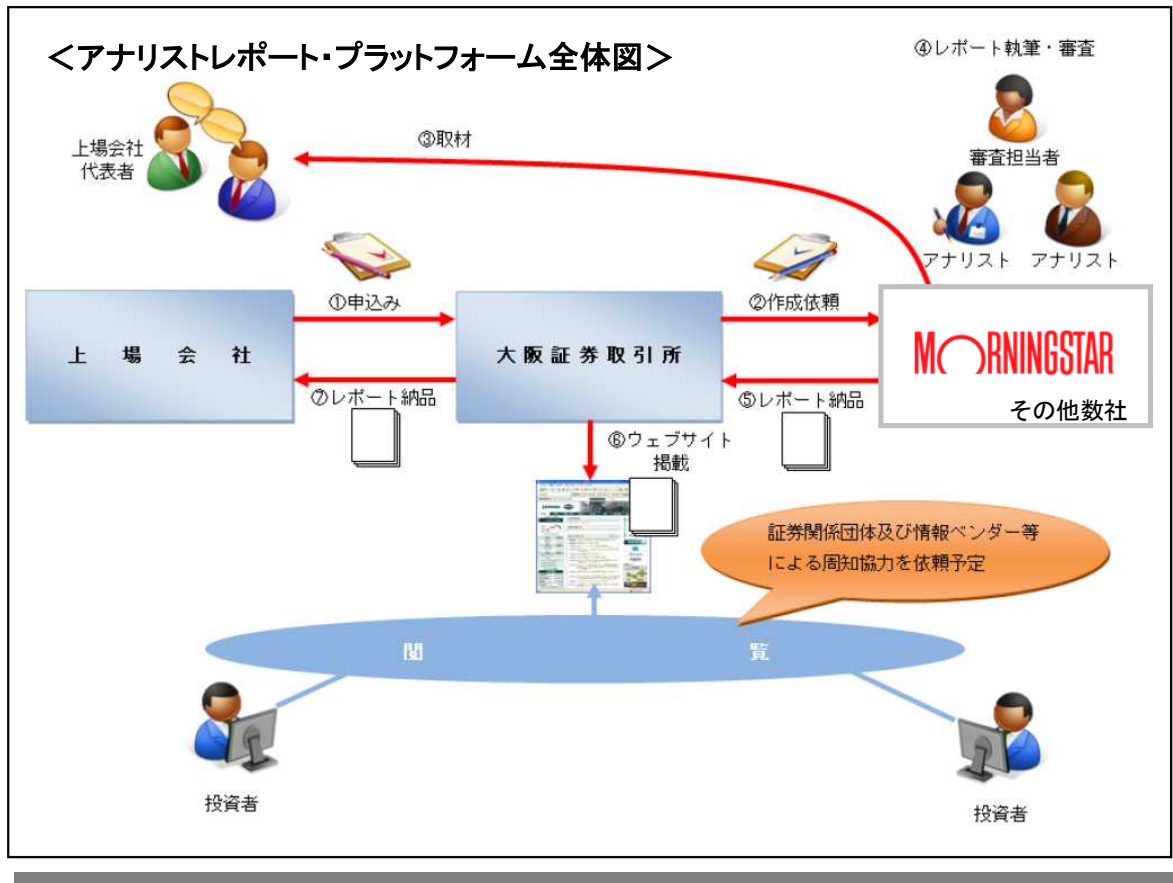 ＜アナリストレポート・プラットフォーム全体図＞
④レポート執筆・審査
上場会社
代表者
③取材
審査担当者
アナリスト アナリスト
①申込み
②作成依頼
上場会社
大阪証券取引所
MORNINGSTAR
その他数社
⑦レポート納品
⑤レポート納品
⑥ウェブサイト
掲載
証券関係団体及び情報ベンダー等
による周知協力を依頼予定
閲覧
投資者
投資者